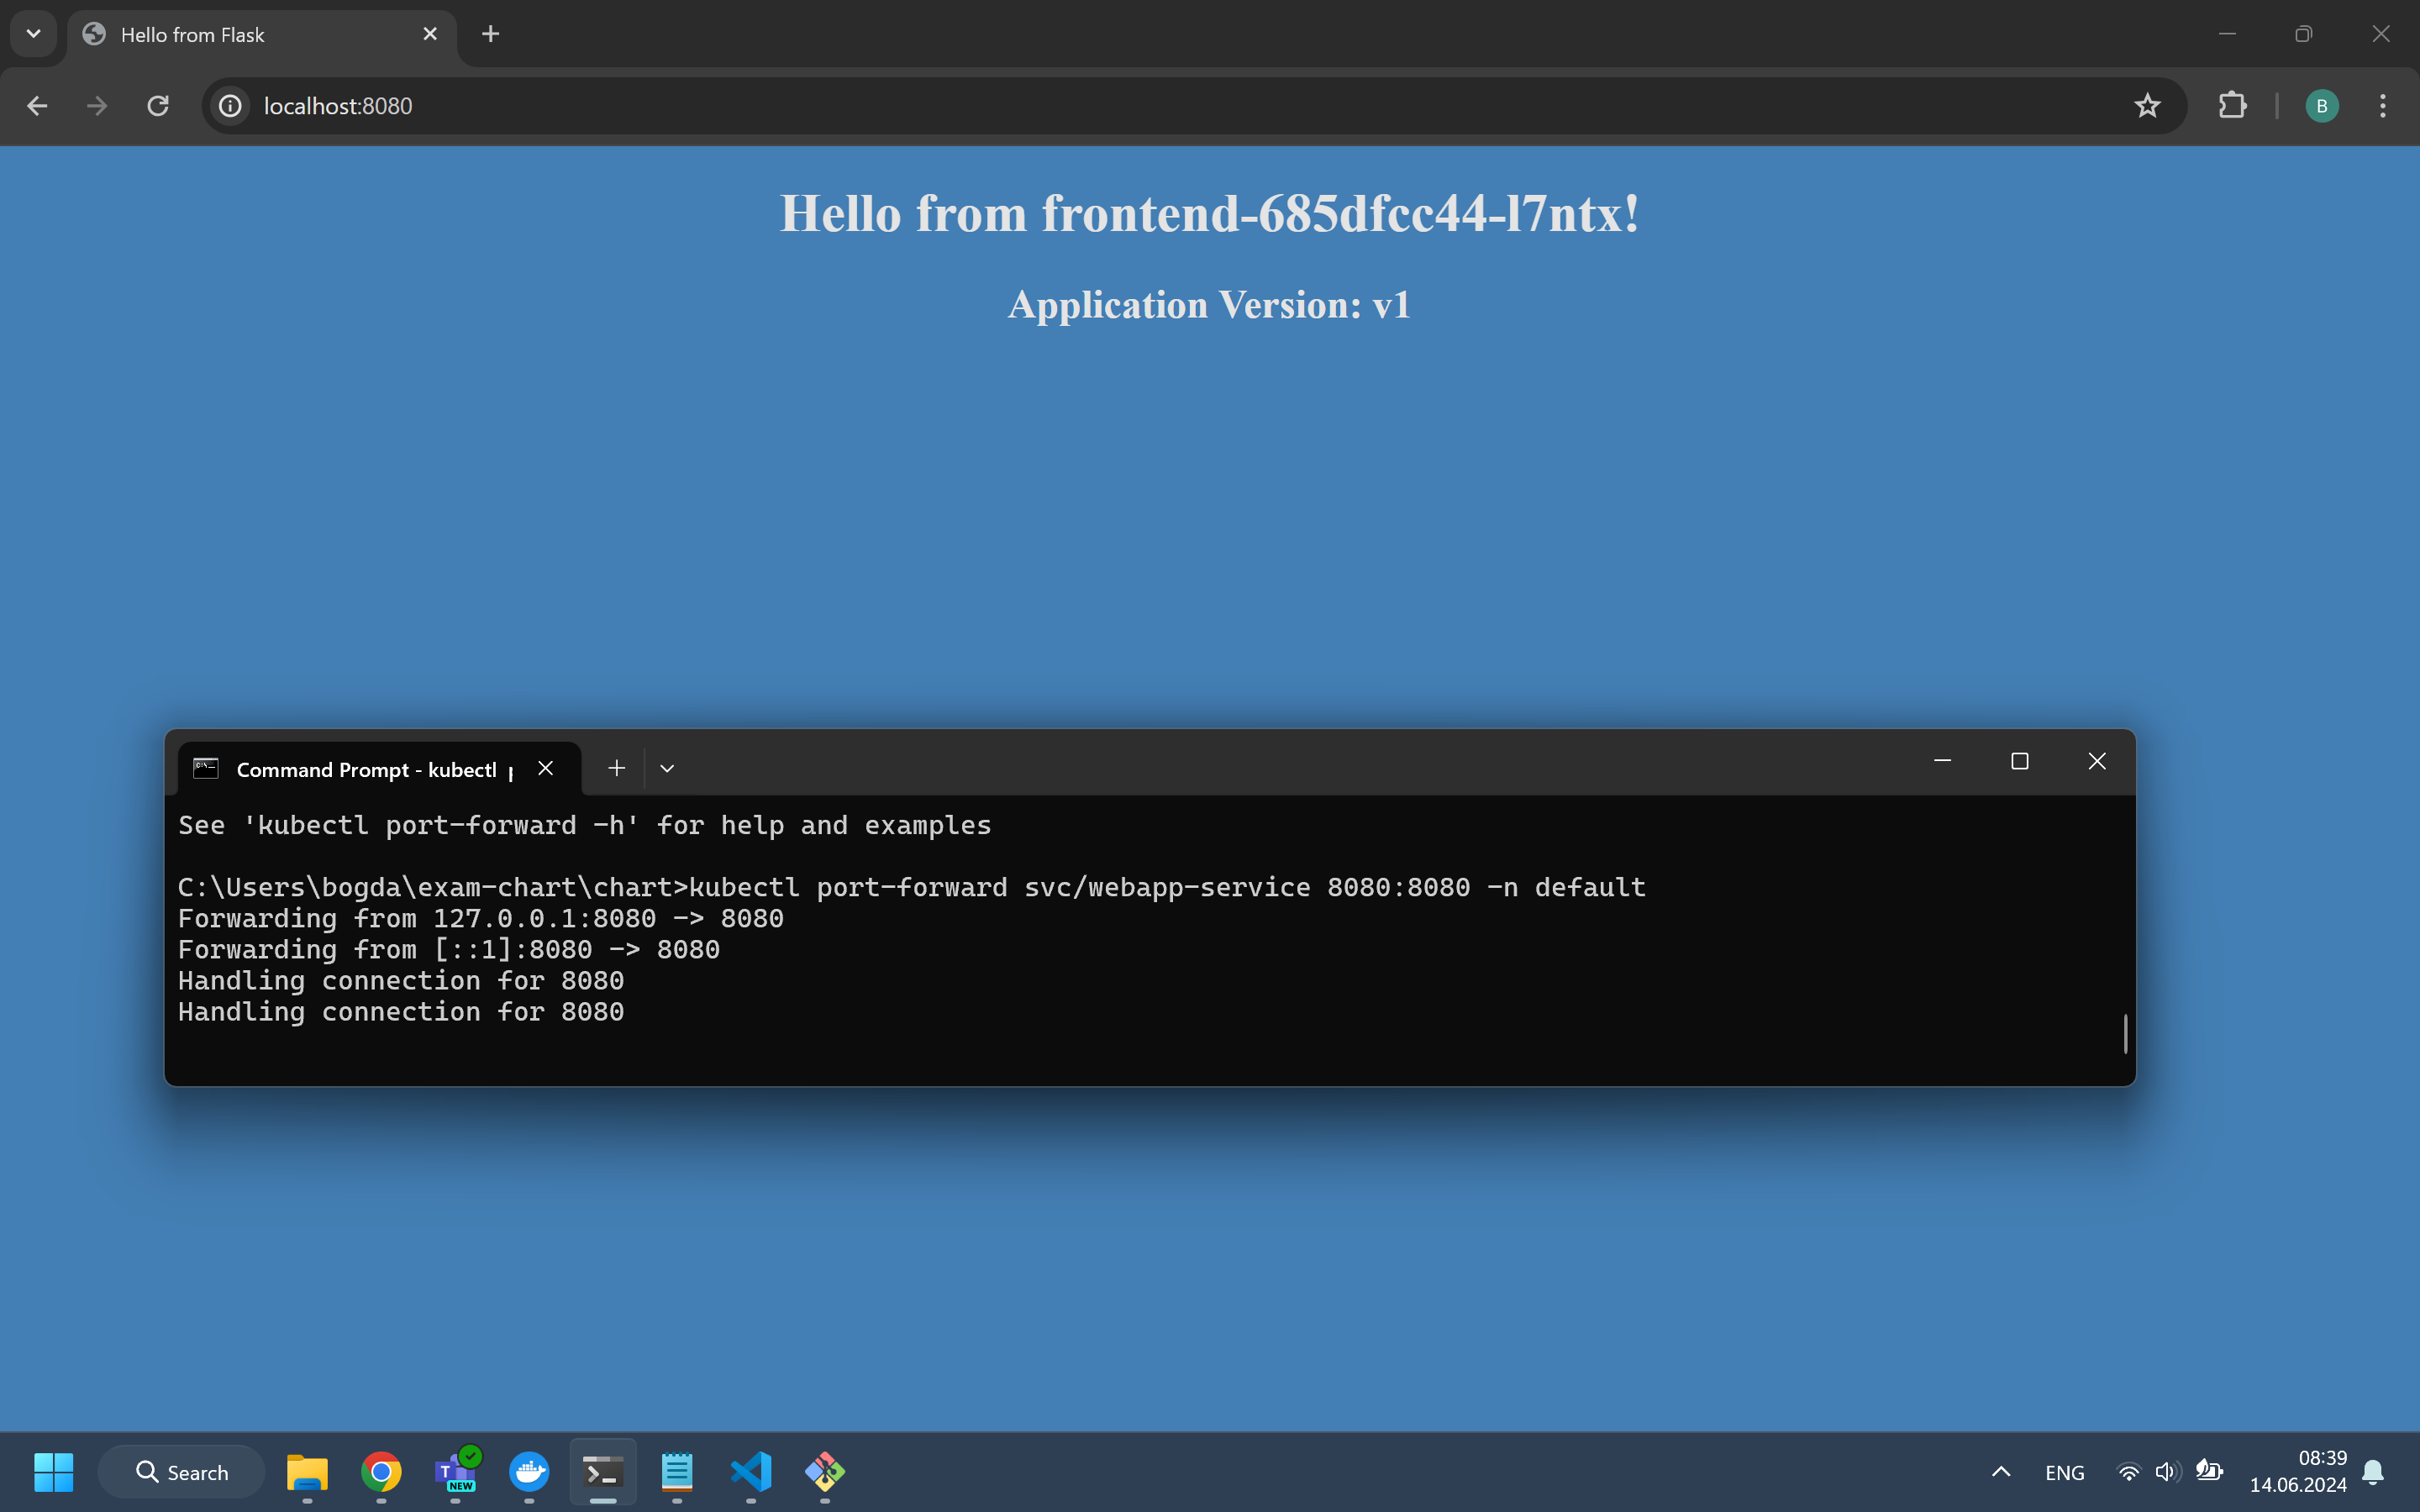 Hello from Flask
localhost:8080
B
Hello from frontend-685dfcc44-l7ntx!
Application Version: v1
Command Prompt - kubectl
See 'kubectl port-forward -h' for help and examples
C:\Users\bogda\exam-chart\chart>kubectl port-forward svc/webapp-service 8080:8080 -n default
Forwarding from 127.0.0.1:8080 -> 8080
Forwarding from [::1]:8080 -> 8080
Handling connection for 8080
Handling connection for 8080
Search
T
NEW
ENG
08:39
14.06.2024